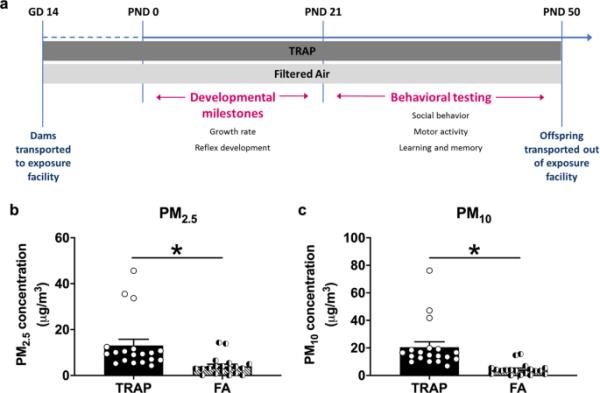 a
GD 14 PND 0 PND 21 PND 50
TRAP
Filtered Air
Developmental milestones
Growth rate
Reflex development
Behavioral testing
Social behavior
Motor activity
Learning and memory
Dams
transported
to exposure
facility
Offspring
transported out
of exposure
facility
b
PM2.5
PM2.5 concentration
(µg/m3)
60
40
20
0
*
TRAP FA
c
PM10
PM10 concentration
(µg/m3)
100
80
60
40
20
0
*
TRAP FA